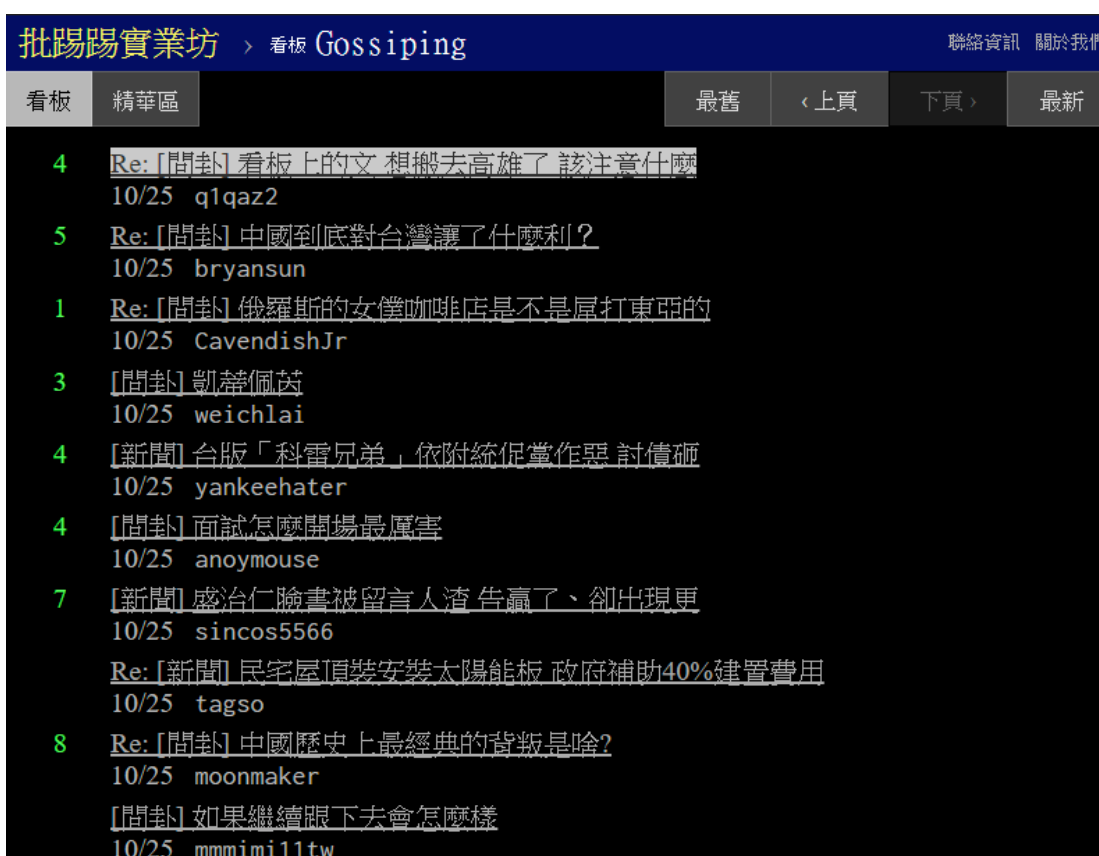 批踢踢實業坊 › 看板 Gossiping 聯絡資訊 關於我們
看板 精華區 最舊 ‹ 上頁 下頁 › 最新
4 Re: [問卦] 看板上的文 想搬去高雄了 該注意什麼
10/25 q1qaz2
5 Re: [問卦] 中國到底對台灣讓了什麼利?
10/25 bryansun
1 Re: [問卦] 俄羅斯的女僕咖啡店是不是屌打東亞的
10/25 CavendishJr
3 [問卦] 凱蒂佩芮
10/25 weichlai
4 [新聞] 台版「科雷兄弟」依附統促黨作惡 討債砸
10/25 yankeehater
4 [問卦] 面試怎麼開場最厲害
10/25 anoymouse
7 [新聞] 盛治仁臉書被留言人渣 告贏了、卻出現更
10/25 sincos5566
Re: [新聞] 民宅屋頂裝安裝太陽能板 政府補助40%建置費用
10/25 tagso
8 Re: [問卦] 中國歷史上最經典的背叛是啥?
10/25 moonmaker
[問卦] 如果繼續跟下去會怎麼樣
10/25 mmmimi11tw